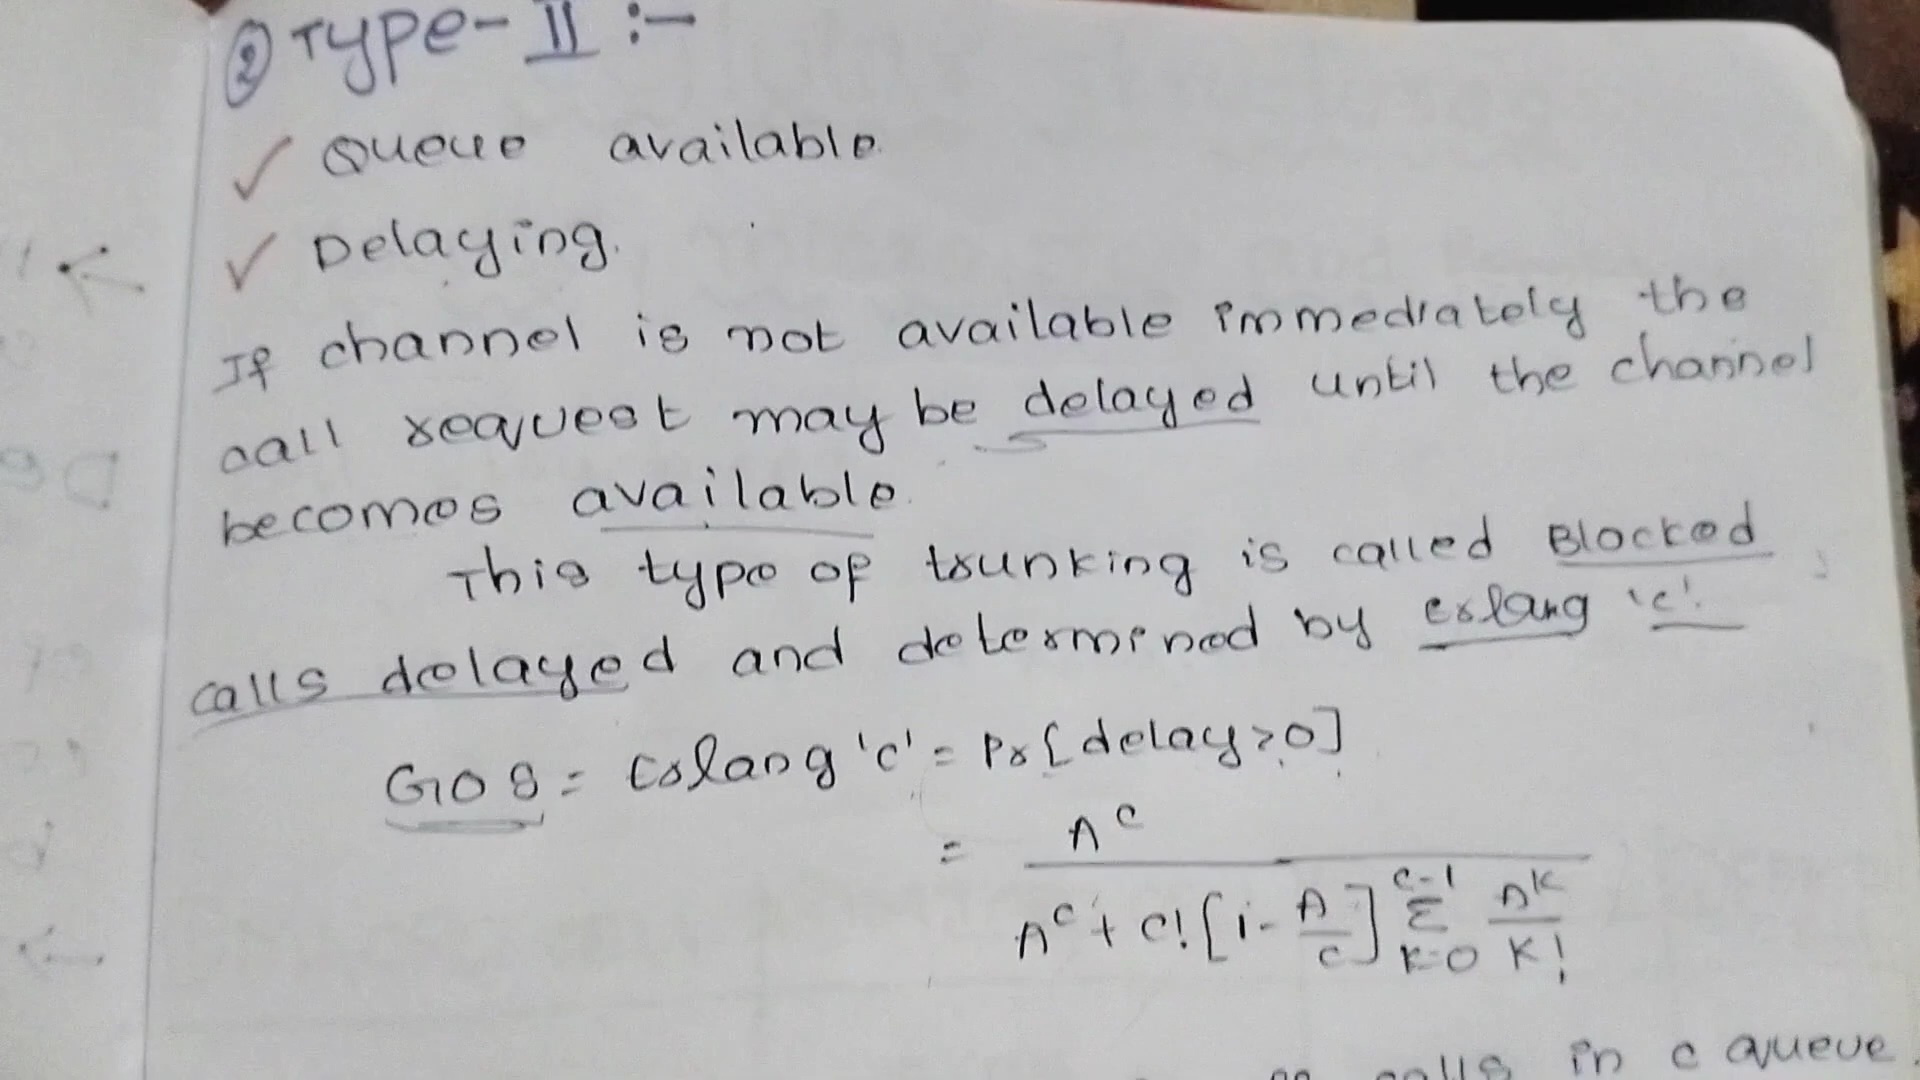 ② Type-II :-
✓ Queue available.
✓ Delaying.
If channel is not available immediately the
call request may be delayed until the channel
becomes available.
This type of trunking is called Blocked
calls delayed and determined by erlang 'c'.
GOS = Erlang 'c' = Pr[delay>0]
= A^c / (A^c + c! [1 - A/c] Σ_{k=0}^{c-1} A^k / k!)
calls in c queue.